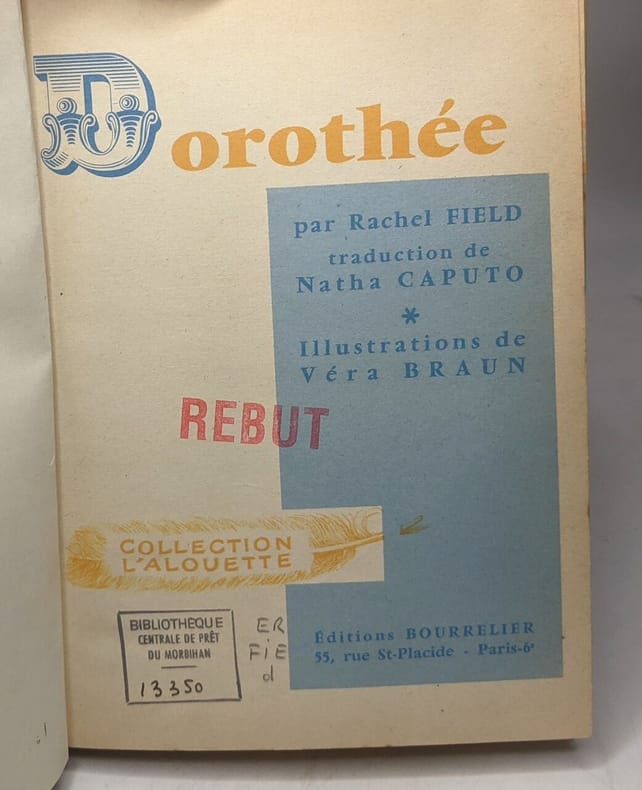 Dorothée
par Rachel FIELD
traduction de
Natha CAPUTO
*
Illustrations de
Véra BRAUN
REBUT
COLLECTION
L'ALOUETTE
BIBLIOTHÈQUE
CENTRALE DE PRÊT
DU MORBIHAN
13350
ER
FiE
d
Éditions BOURRELIER
55, rue St-Placide - Paris-6e